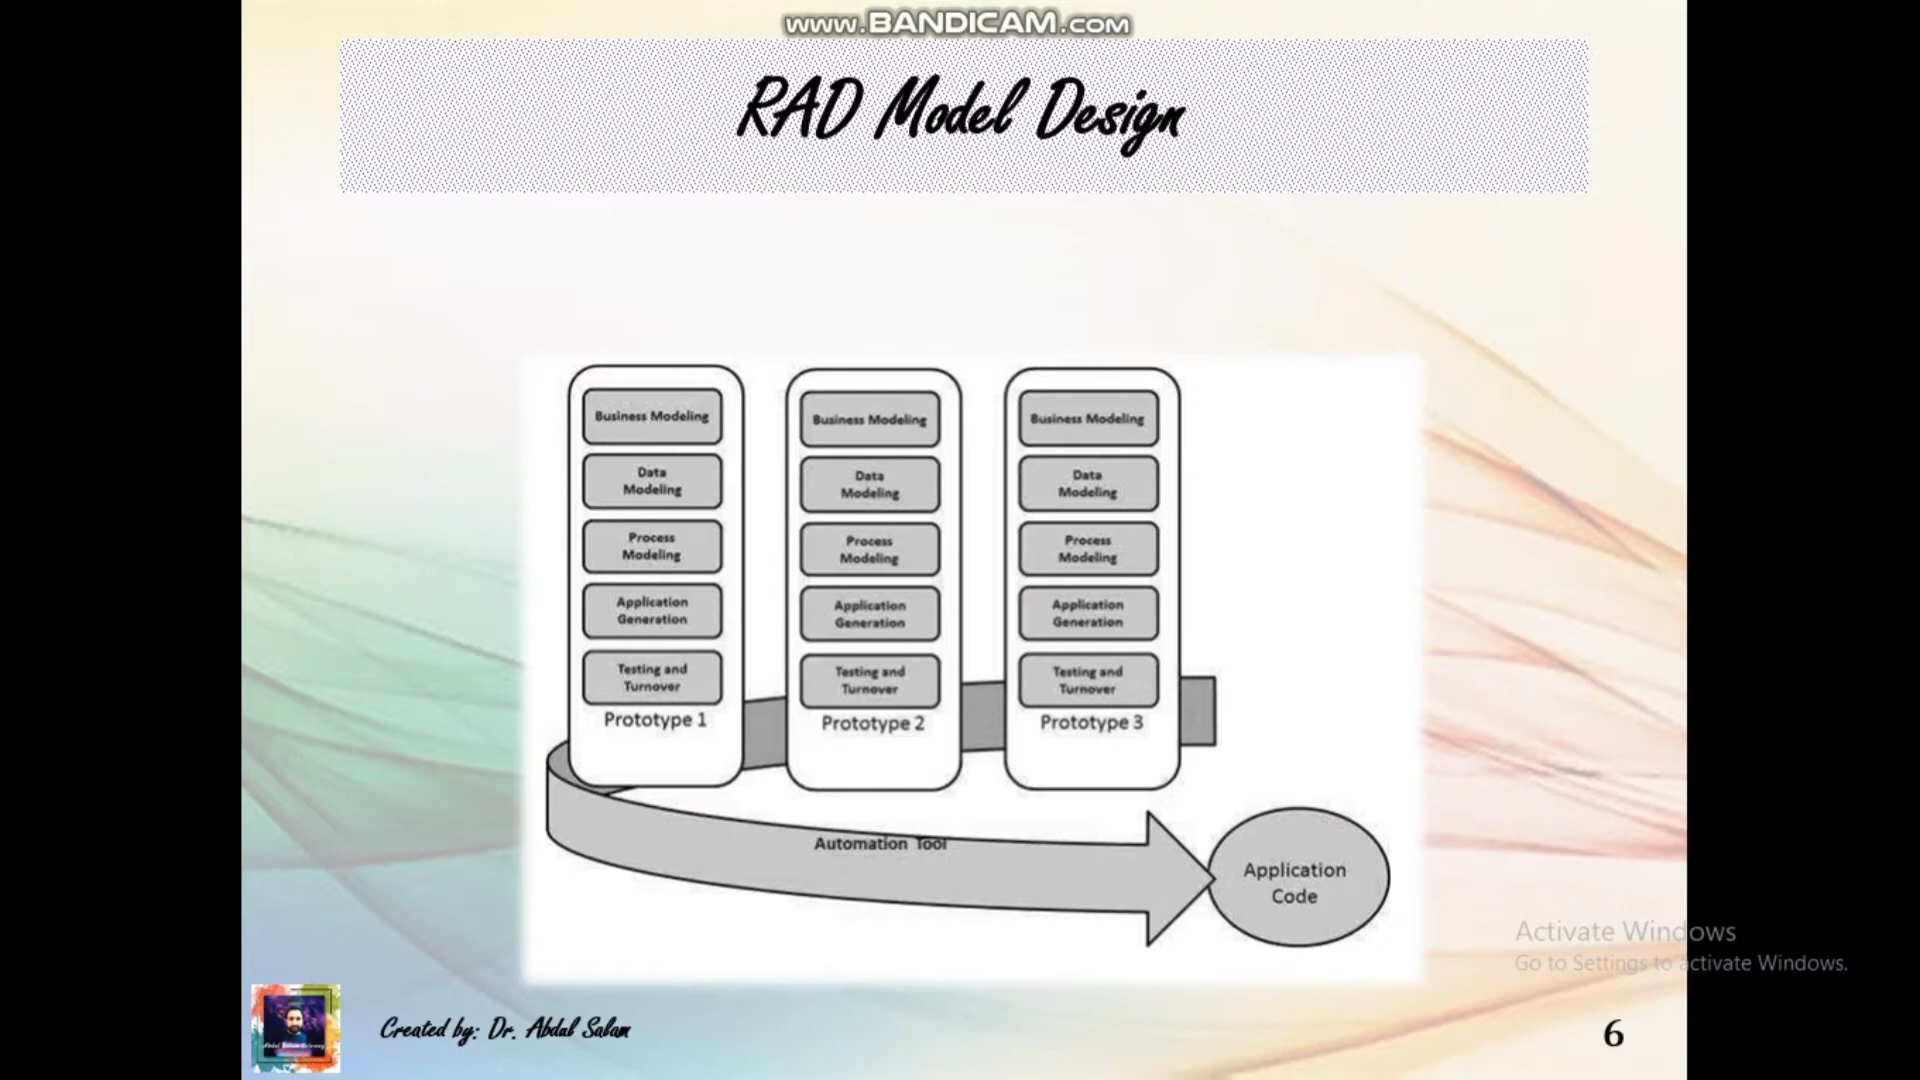 www.BANDICAM.com
RAD Model Design
Business Modeling
Data
Modeling
Process
Modeling
Application
Generation
Testing and
Turnover
Prototype 1
Business Modeling
Data
Modeling
Process
Modeling
Application
Generation
Testing and
Turnover
Prototype 2
Business Modeling
Data
Modeling
Process
Modeling
Application
Generation
Testing and
Turnover
Prototype 3
Automation Tool
Application
Code
Activate Windows
Go to Settings to activate Windows.
Created by: Dr. Abdul Salam
6